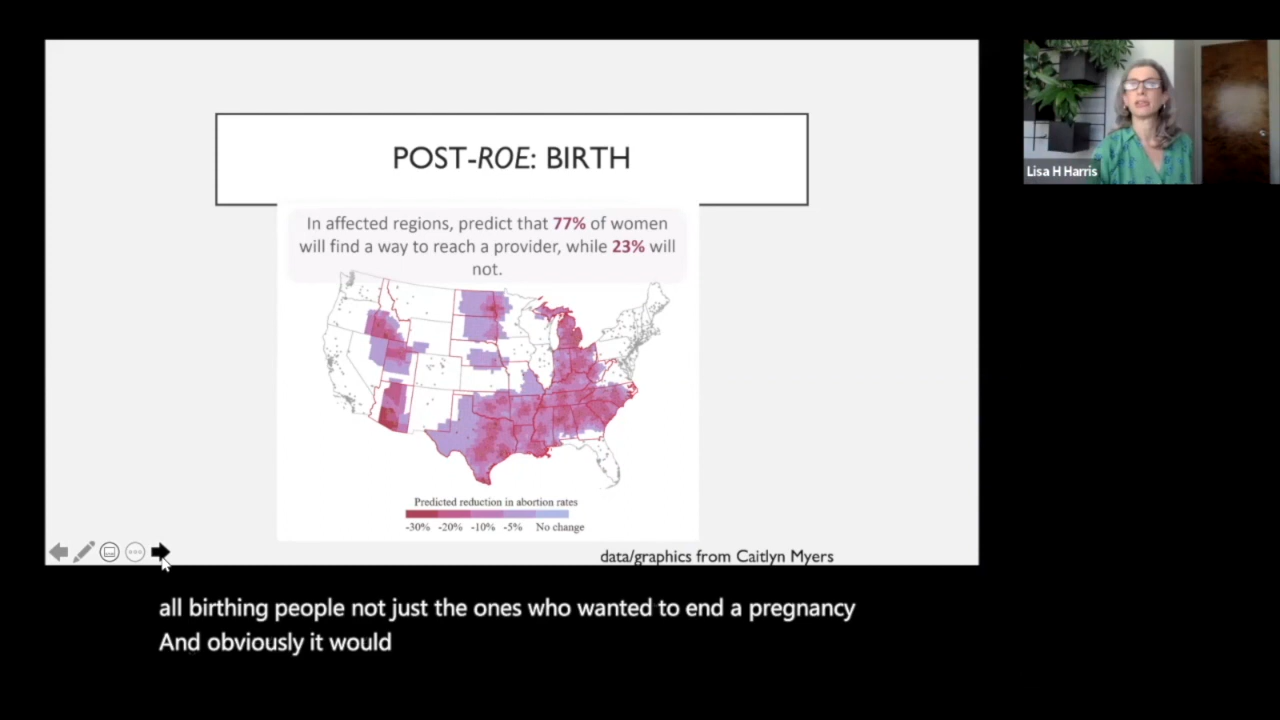 POST-ROE: BIRTH
In affected regions, predict that 77% of women
will find a way to reach a provider, while 23% will
not.
Predicted reduction in abortion rates
-30% -20% -10% -5% No change
data/graphics from Caitlyn Myers
Lisa H Harris
all birthing people not just the ones who wanted to end a pregnancy
And obviously it would